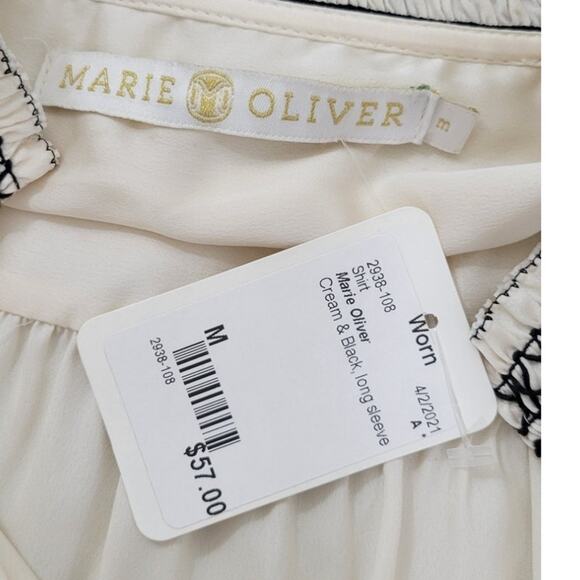 MARIE OLIVER
M
2938-108
Shirt
Marie Oliver
Cream & Black, long sleeve
Worn
4/2/2021
A *
M
2938-108
$57.00